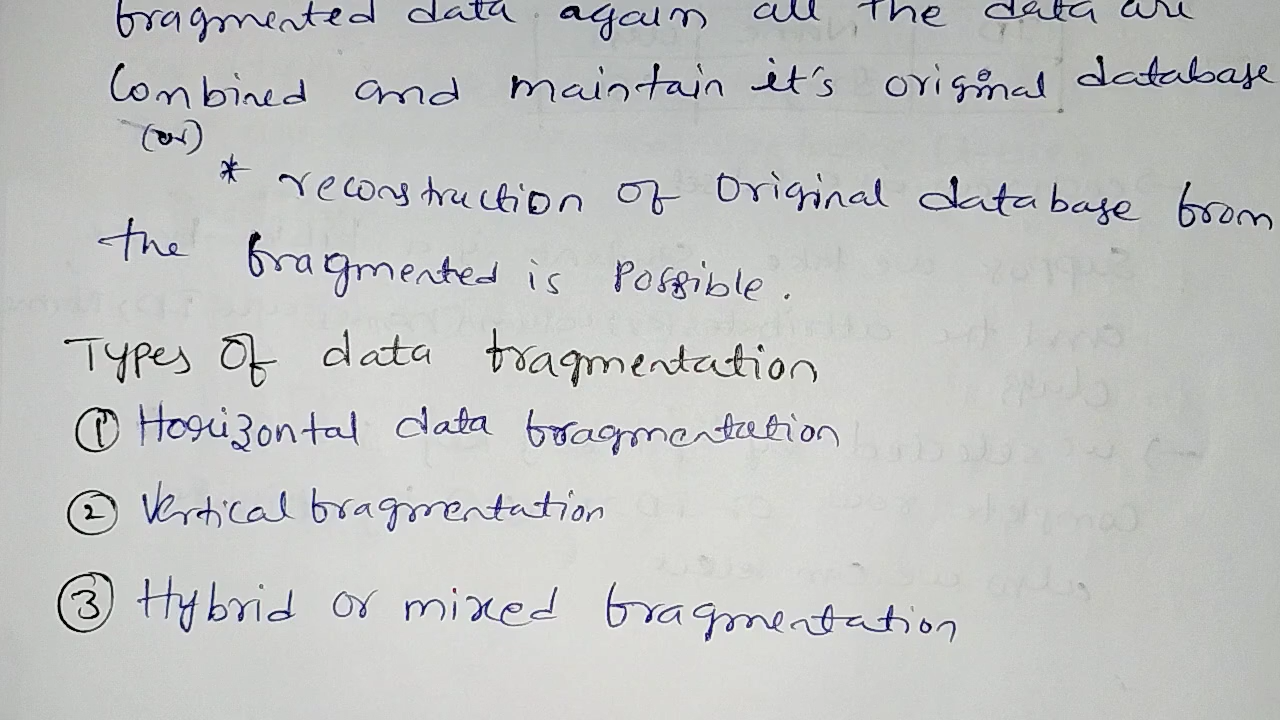 fragmented data again all the data are
Combined and maintain it's original database
(or)
* reconstruction of Original database from
the fragmented is possible.
Types Of data fragmentation
① Horizontal data fragmentation
② Vertical fragmentation
③ Hybrid or mixed fragmentation